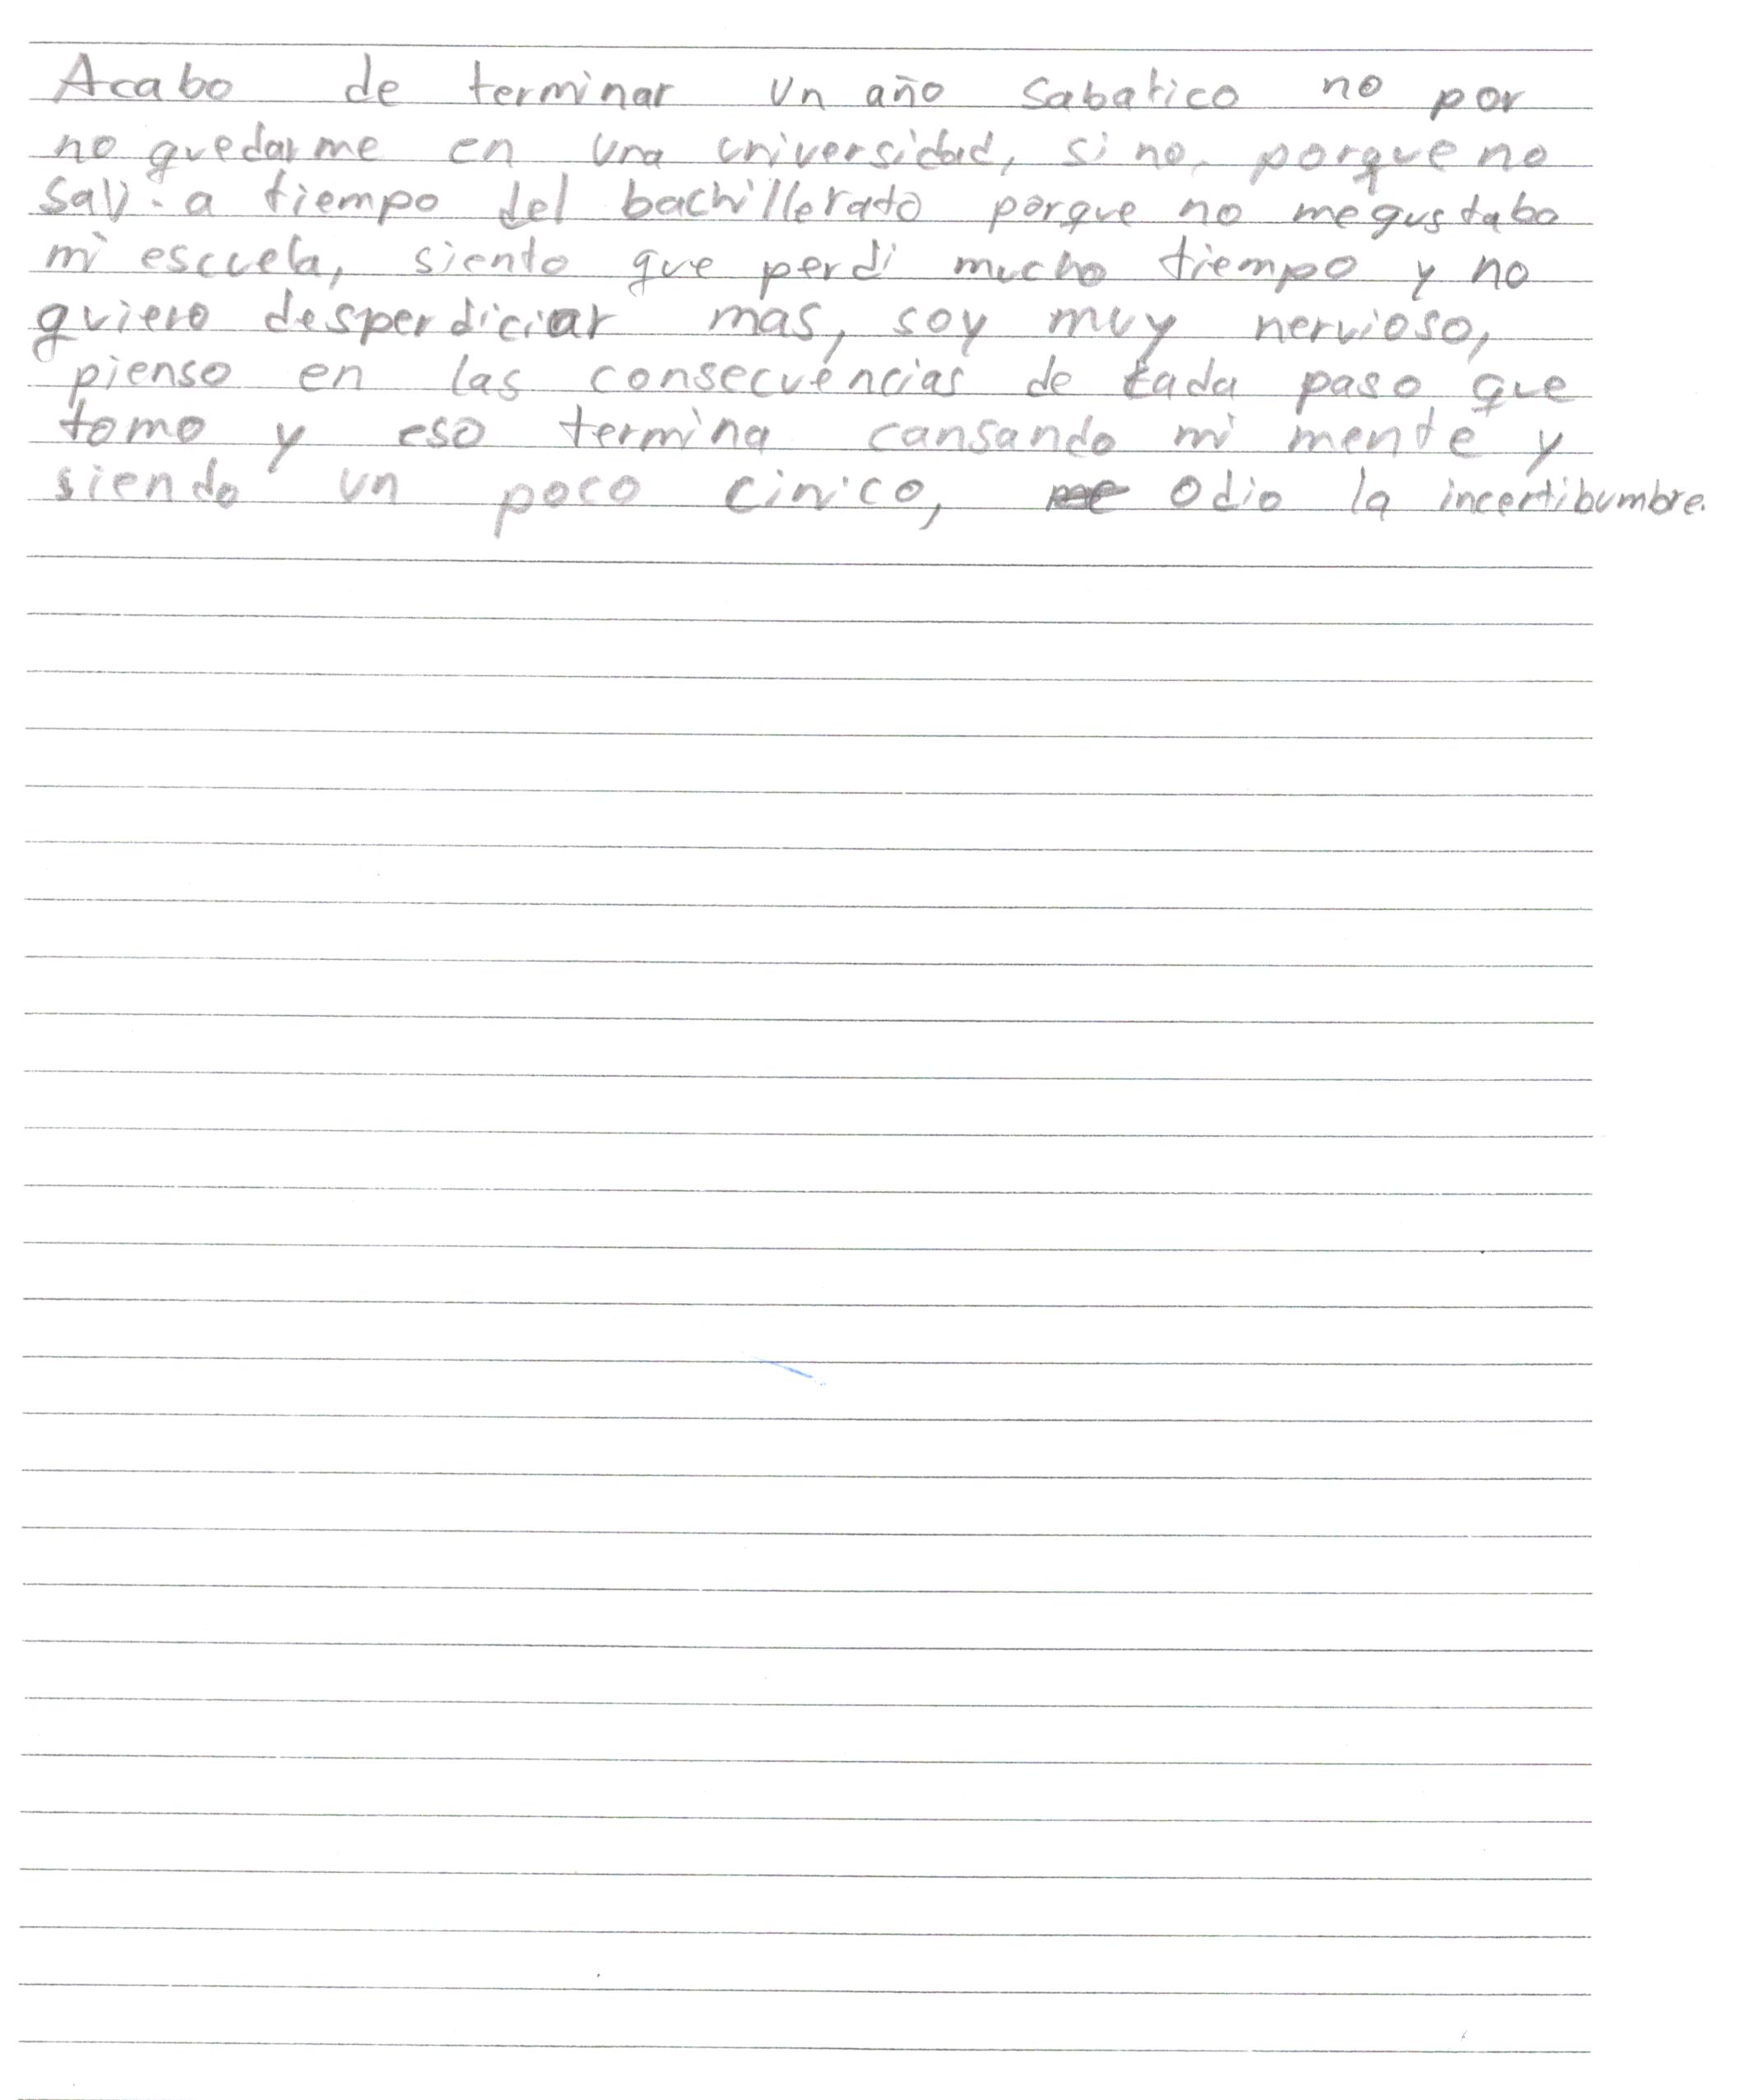 Acabo de terminar un año sabatico no por
no quedarme en una universidad, si no, porque no
sali a tiempo del bachillerato porque no me gustabo
mi escuela, siento que perdi mucho tiempo y no
quiero desperdiciar mas, soy muy nervioso,
pienso en las consecuencias de cada paso que
tomo y eso termina cansando mi mente y
siendo un poco cinico, odio la incertibumbre.